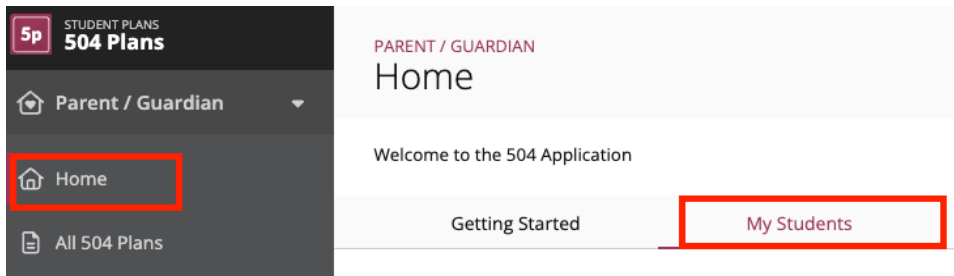 5p
STUDENT PLANS
504 Plans
Parent / Guardian
Home
All 504 Plans
PARENT / GUARDIAN
Home
Welcome to the 504 Application
Getting Started
My Students